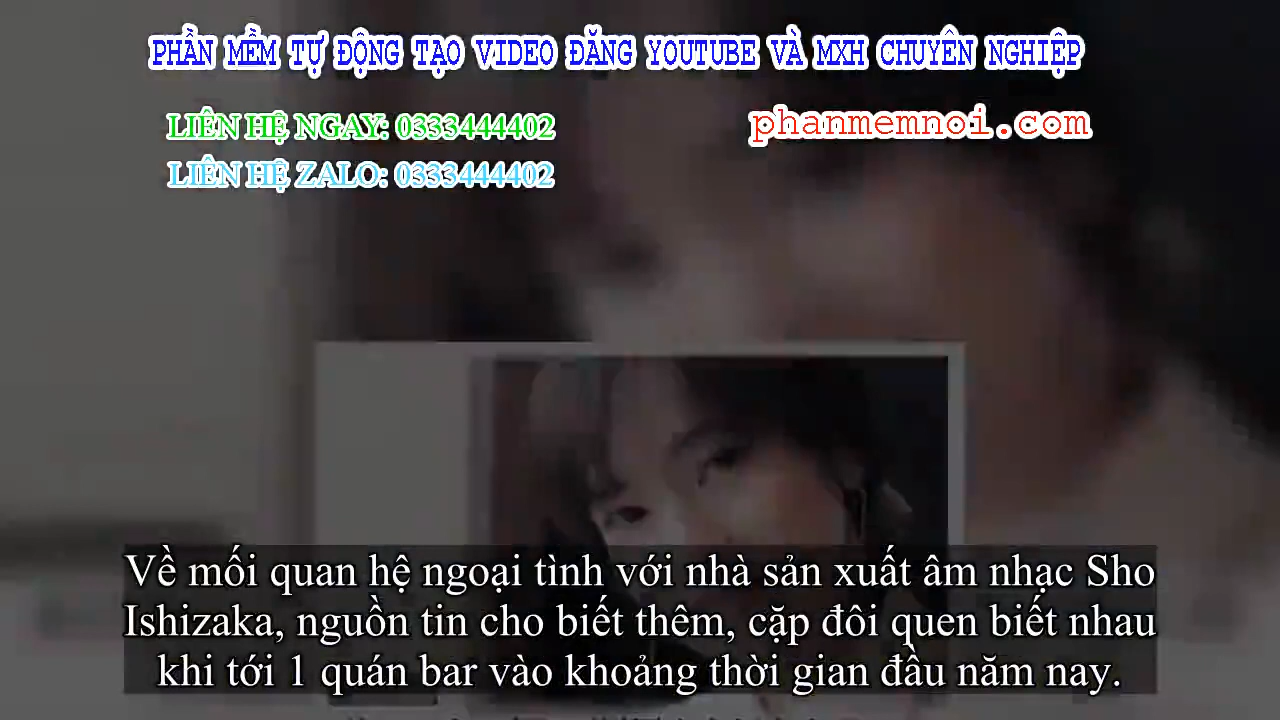 PHẦN MỀM TỰ ĐỘNG TẠO VIDEO ĐĂNG YOUTUBE VÀ MXH CHUYÊN NGHIỆP
LIÊN HỆ NGAY: 0333444402
phanmemnoi.com
LIÊN HỆ ZALO: 0333444402
Về mối quan hệ ngoại tình với nhà sản xuất âm nhạc Sho
Ishizaka, nguồn tin cho biết thêm, cặp đôi quen biết nhau
khi tới 1 quán bar vào khoảng thời gian đầu năm nay.